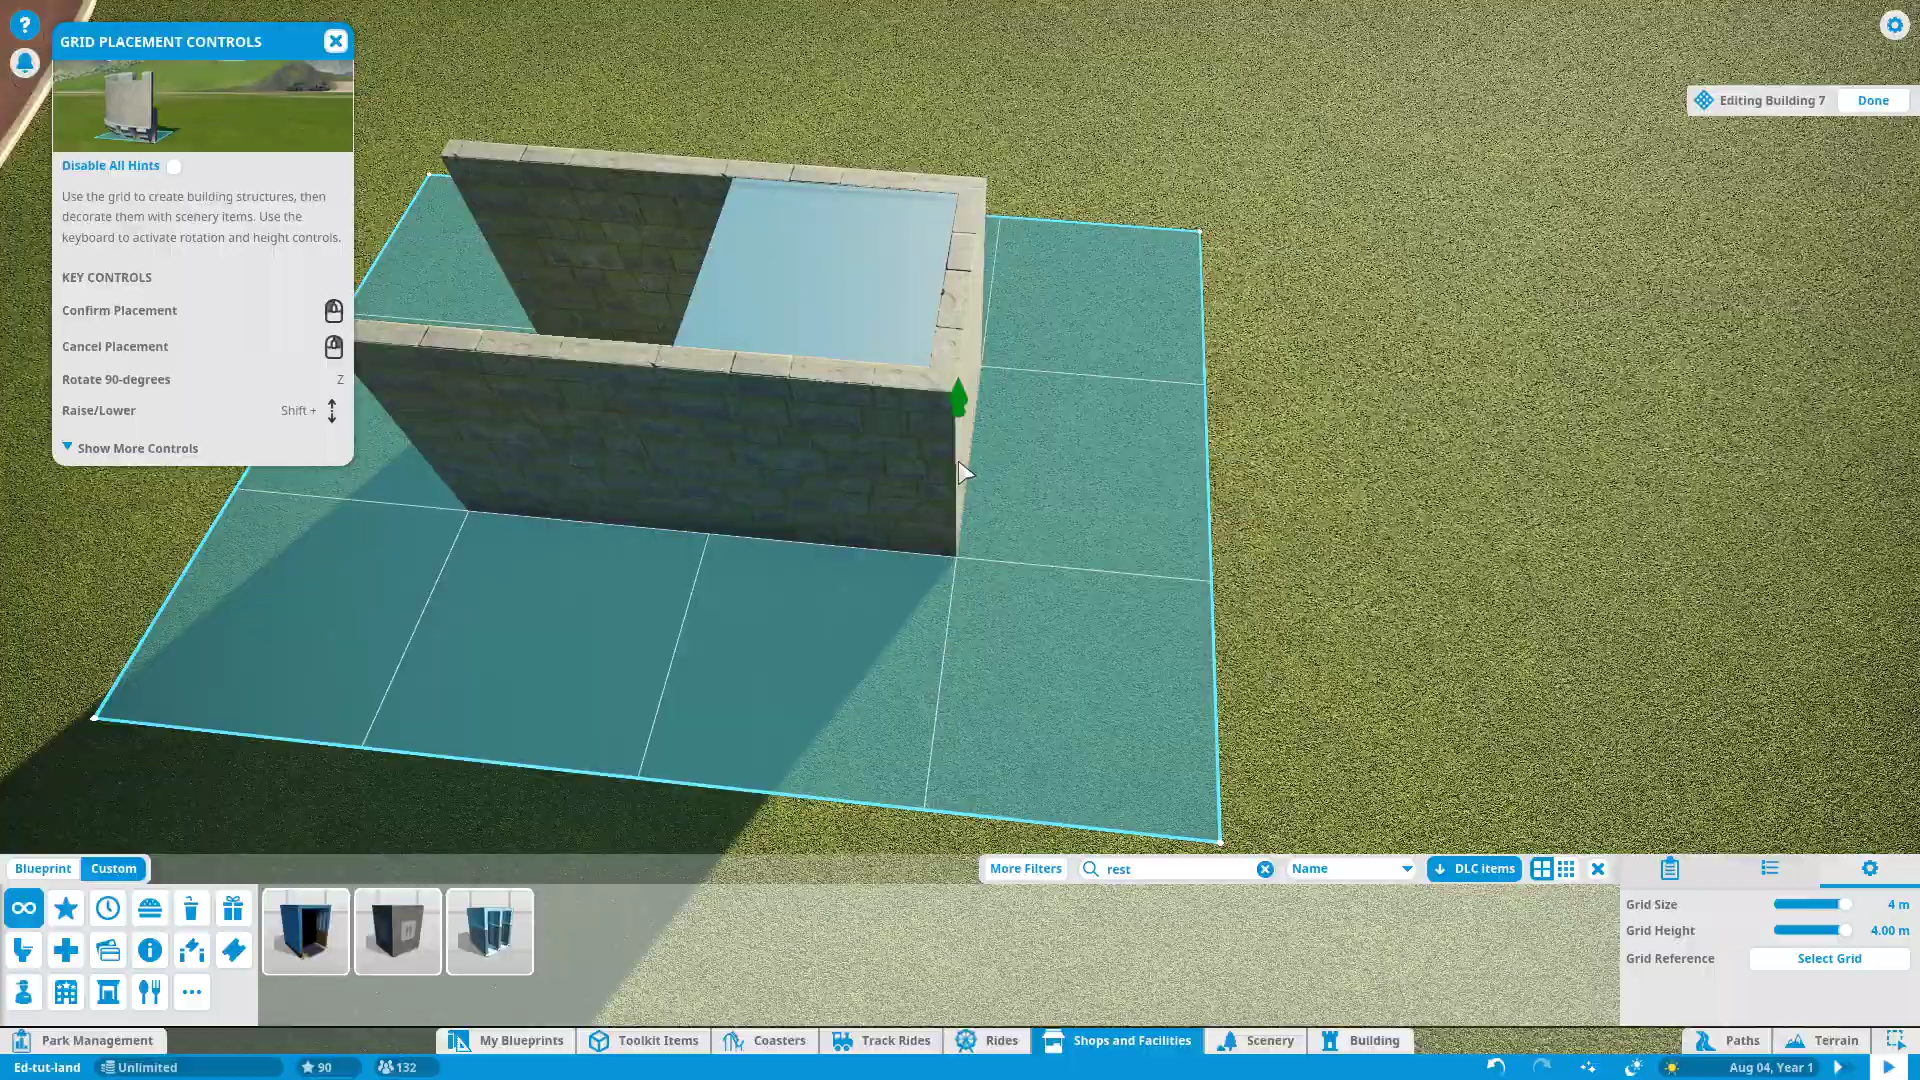 GRID PLACEMENT CONTROLS
Disable All Hints
Use the grid to create building structures, then
decorate them with scenery items. Use the
keyboard to activate rotation and height controls.
KEY CONTROLS
Confirm Placement
Cancel Placement
Rotate 90-degrees Z
Raise/Lower Shift +
Show More Controls
Editing Building 7 Done
Blueprint Custom
More Filters rest Name DLC items
Grid Size 4 m
Grid Height 4.00 m
Grid Reference Select Grid
Park Management My Blueprints Toolkit Items Coasters Track Rides Rides Shops and Facilities Scenery Building Paths Terrain
Ed-tut-land Unlimited 90 132 Aug 04, Year 1